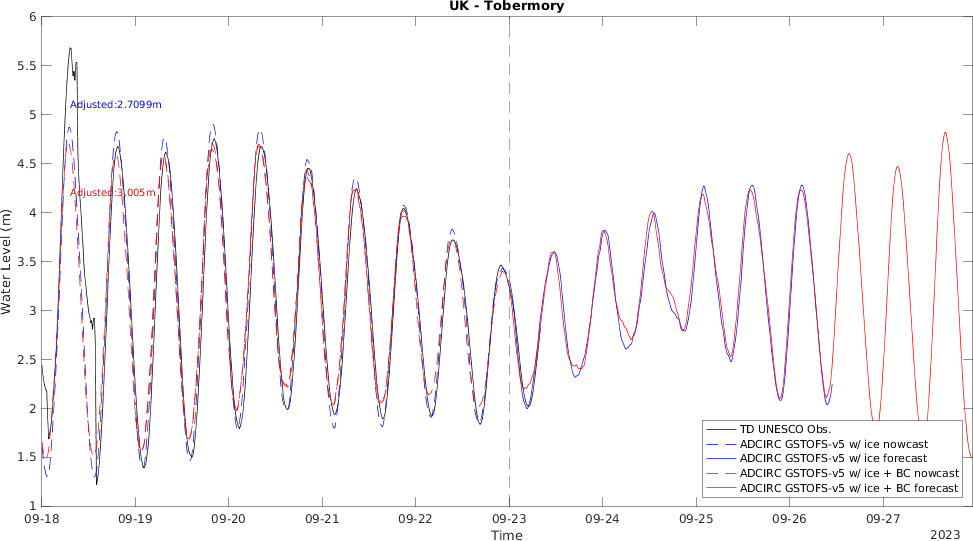 UK - Tobermory
6
5.5
5
4.5
4
3.5
3
2.5
2
1.5
1
Water Level (m)
Adjusted:2.7099m
Adjusted:3.005m
TD UNESCO Obs.
ADCIRC GSTOFS-v5 w/ ice nowcast
ADCIRC GSTOFS-v5 w/ ice forecast
ADCIRC GSTOFS-v5 w/ ice + BC nowcast
ADCIRC GSTOFS-v5 w/ ice + BC forecast
09-18 09-19 09-20 09-21 09-22 09-23 09-24 09-25 09-26 09-27
Time
2023